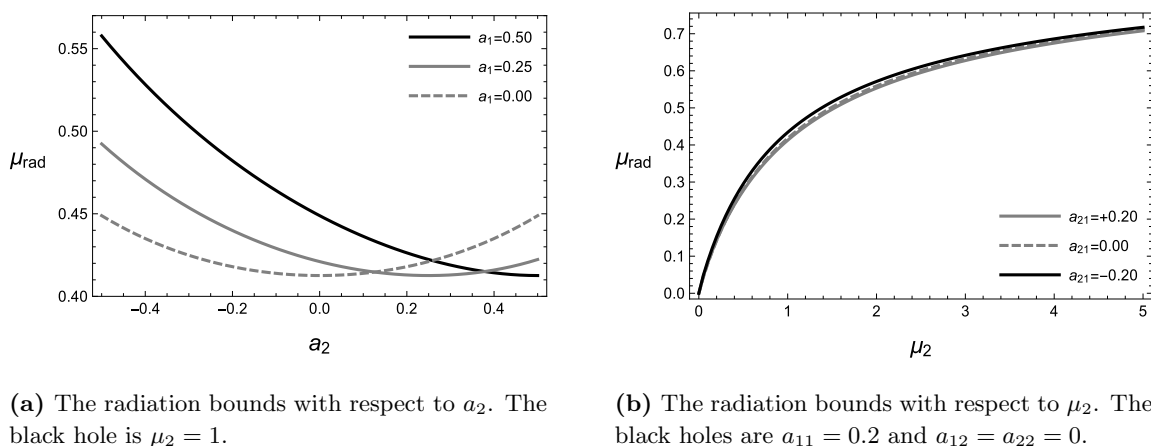 a₁=0.50
a₁=0.25
a₁=0.00
0.55
0.50
0.45
0.40
μrad
−0.4 −0.2 0.0 0.2 0.4
a₂
0.7
0.6
0.5
0.4
0.3
0.2
0.1
0.0
μrad
a₂₁=+0.20
a₂₁=0.00
a₂₁=−0.20
0 1 2 3 4 5
μ₂
(a) The radiation bounds with respect to a₂. The
black hole is μ₂ = 1.
(b) The radiation bounds with respect to μ₂. The
black holes are a₁₁ = 0.2 and a₁₂ = a₂₂ = 0.